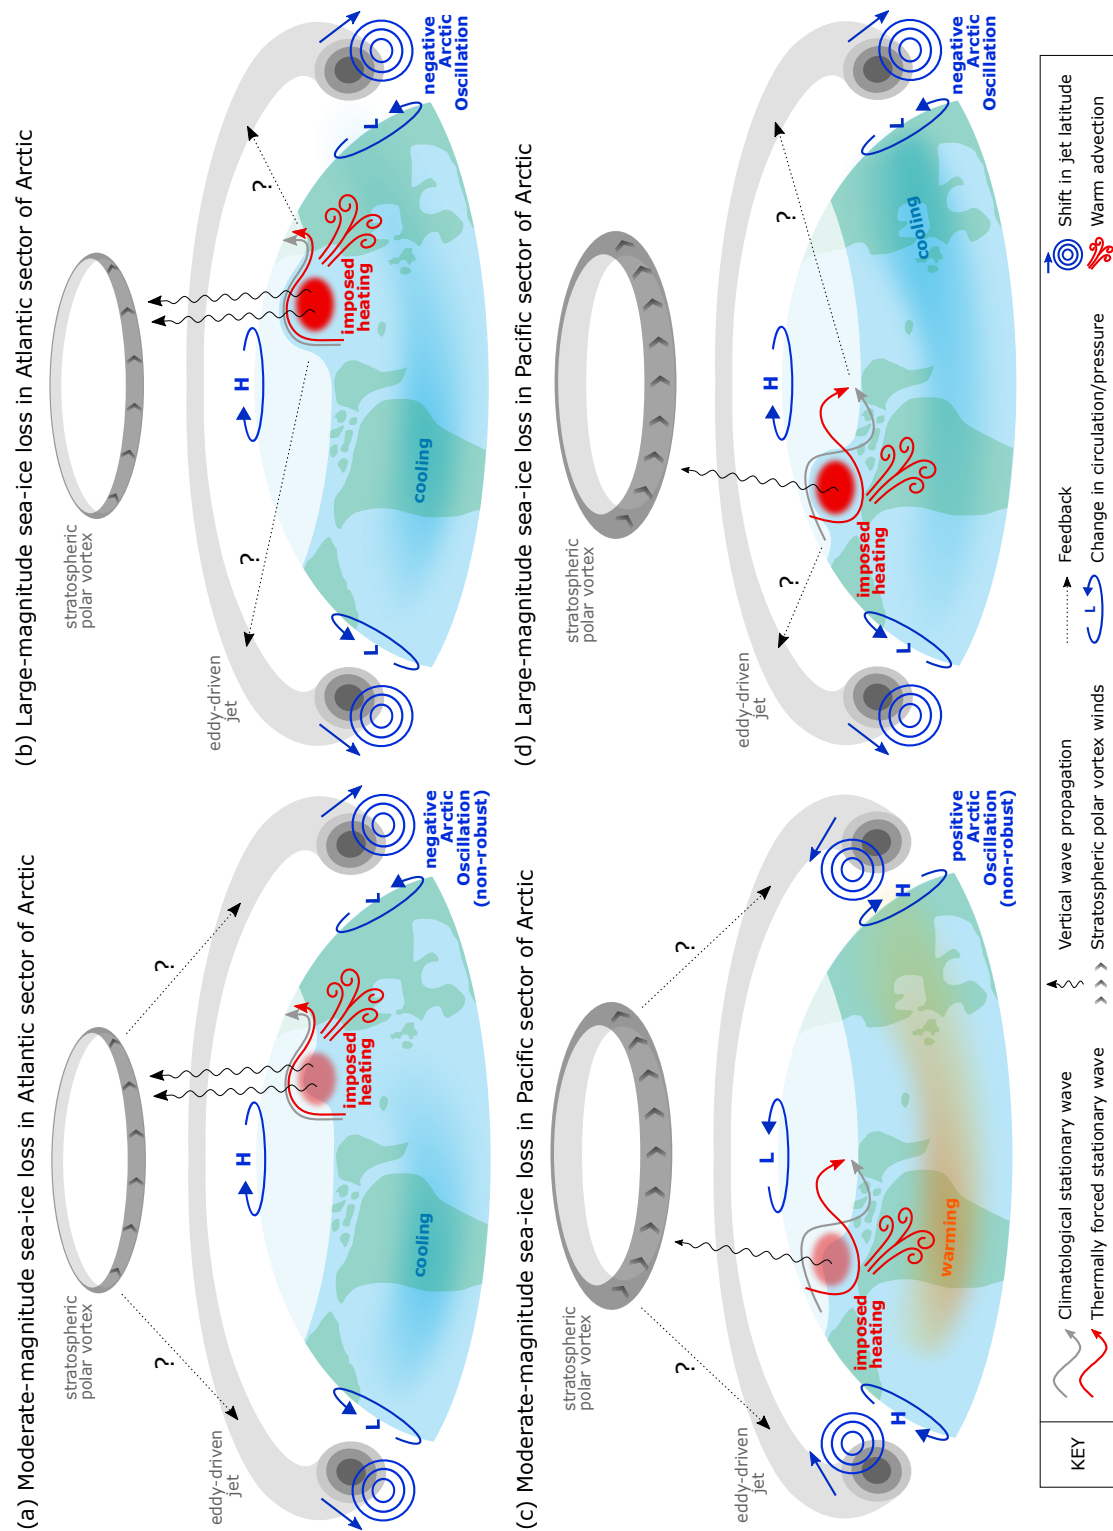 (a) Moderate-magnitude sea-ice loss in Atlantic sector of Arctic
stratospheric
polar vortex
?
?
eddy-driven
jet
H
imposed
heating
cooling
L
L
negative
Arctic
Oscillation
(non-robust)
(b) Large-magnitude sea-ice loss in Atlantic sector of Arctic
stratospheric
polar vortex
?
?
eddy-driven
jet
H
imposed
heating
cooling
L
L
negative
Arctic
Oscillation
(c) Moderate-magnitude sea-ice loss in Pacific sector of Arctic
stratospheric
polar vortex
?
?
eddy-driven
jet
L
imposed
heating
warming
H
H
positive
Arctic
Oscillation
(non-robust)
(d) Large-magnitude sea-ice loss in Pacific sector of Arctic
stratospheric
polar vortex
?
?
eddy-driven
jet
H
imposed
heating
cooling
L
L
negative
Arctic
Oscillation
KEY
Climatological stationary wave
Thermally forced stationary wave
Vertical wave propagation
Stratospheric polar vortex winds
Feedback
L
Change in circulation/pressure
Shift in jet latitude
Warm advection